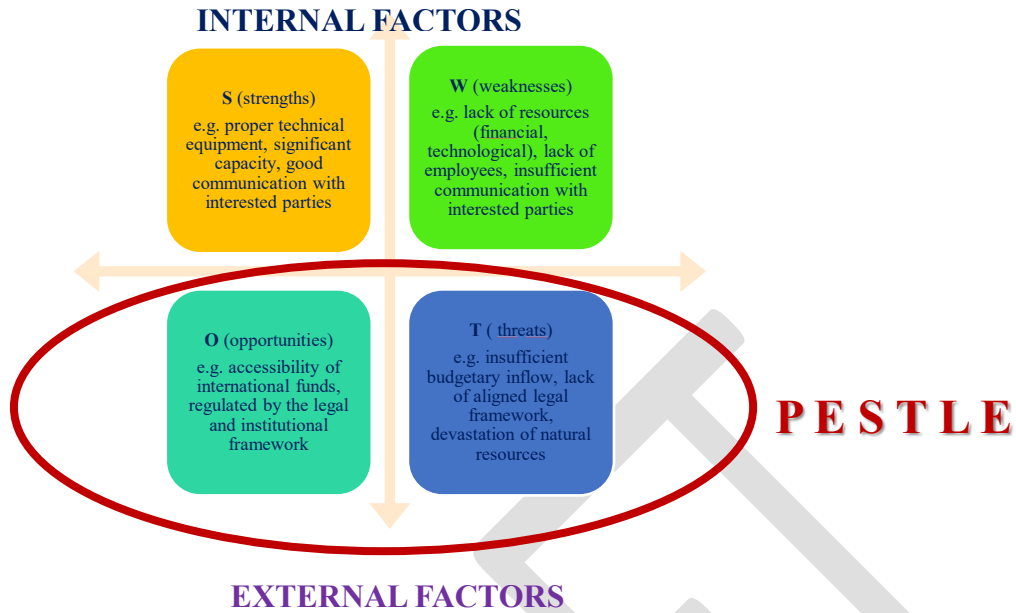 INTERNAL FACTORS
S (strengths)
e.g. proper technical
equipment, significant
capacity, good
communication with
interested parties
W (weaknesses)
e.g. lack of resources
(financial,
technological), lack of
employees, insufficient
communication with
interested parties
O (opportunities)
e.g. accessibility of
international funds,
regulated by the legal
and institutional
framework
T ( threats)
e.g. insufficient
budgetary inflow, lack
of aligned legal
framework,
devastation of natural
resources
P E S T L E
EXTERNAL FACTORS